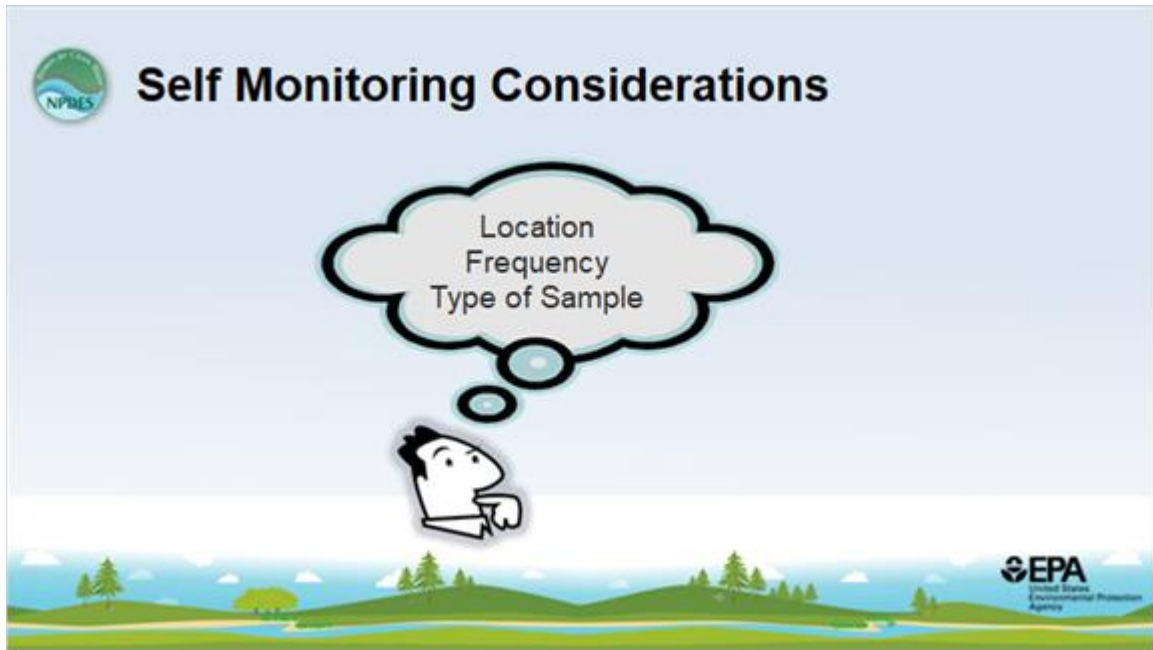 NPDES
Self Monitoring Considerations
Location
Frequency
Type of Sample
EPA
United States
Environmental Protection
Agency